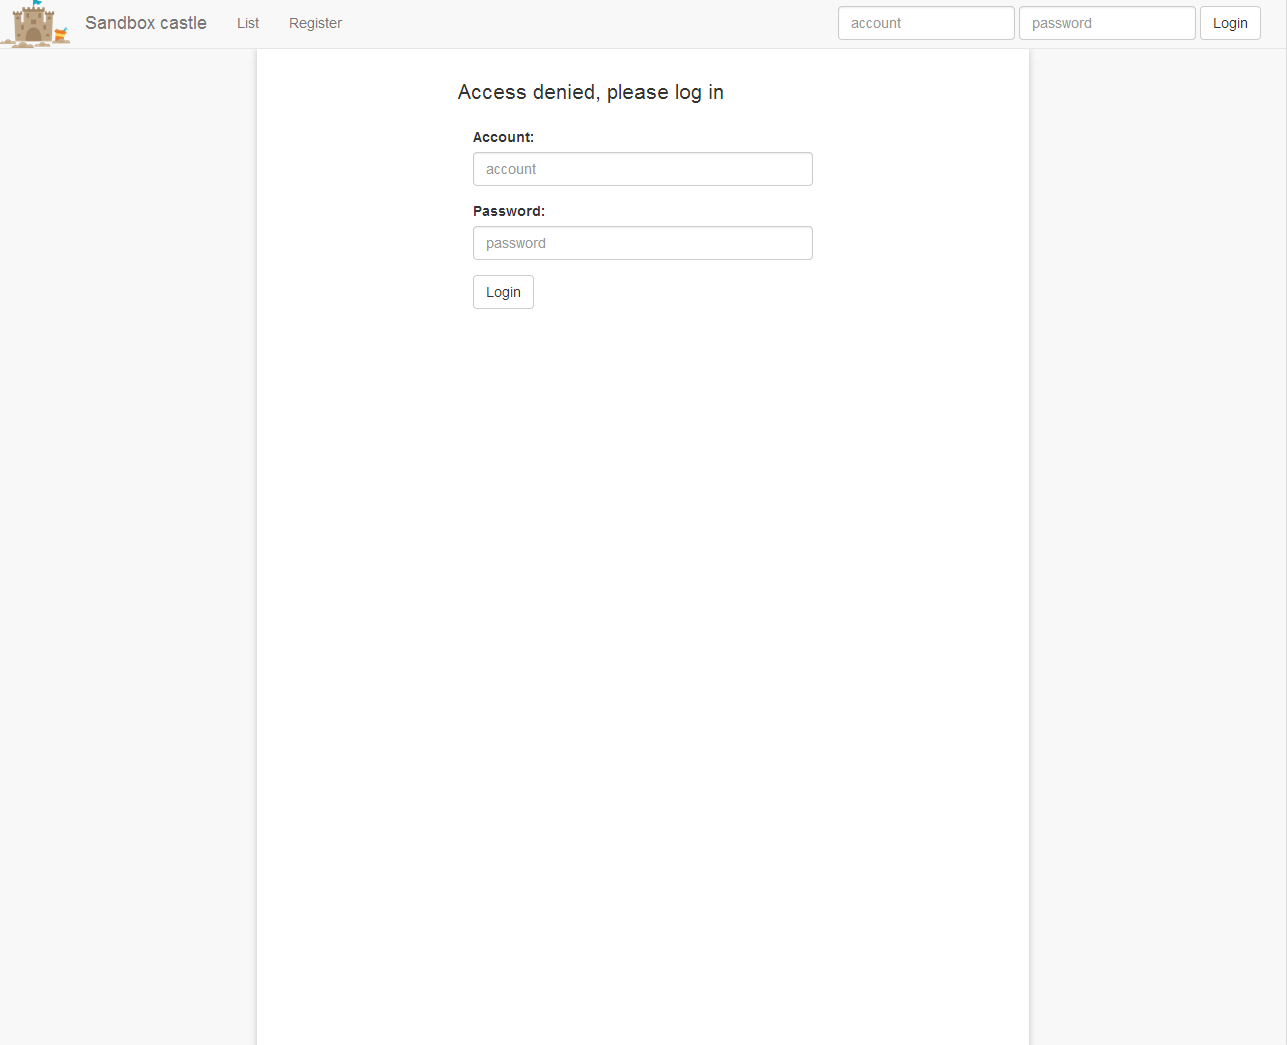 Sandbox castle List Register account password Login
Access denied, please log in
Account:
account
Password:
password
Login